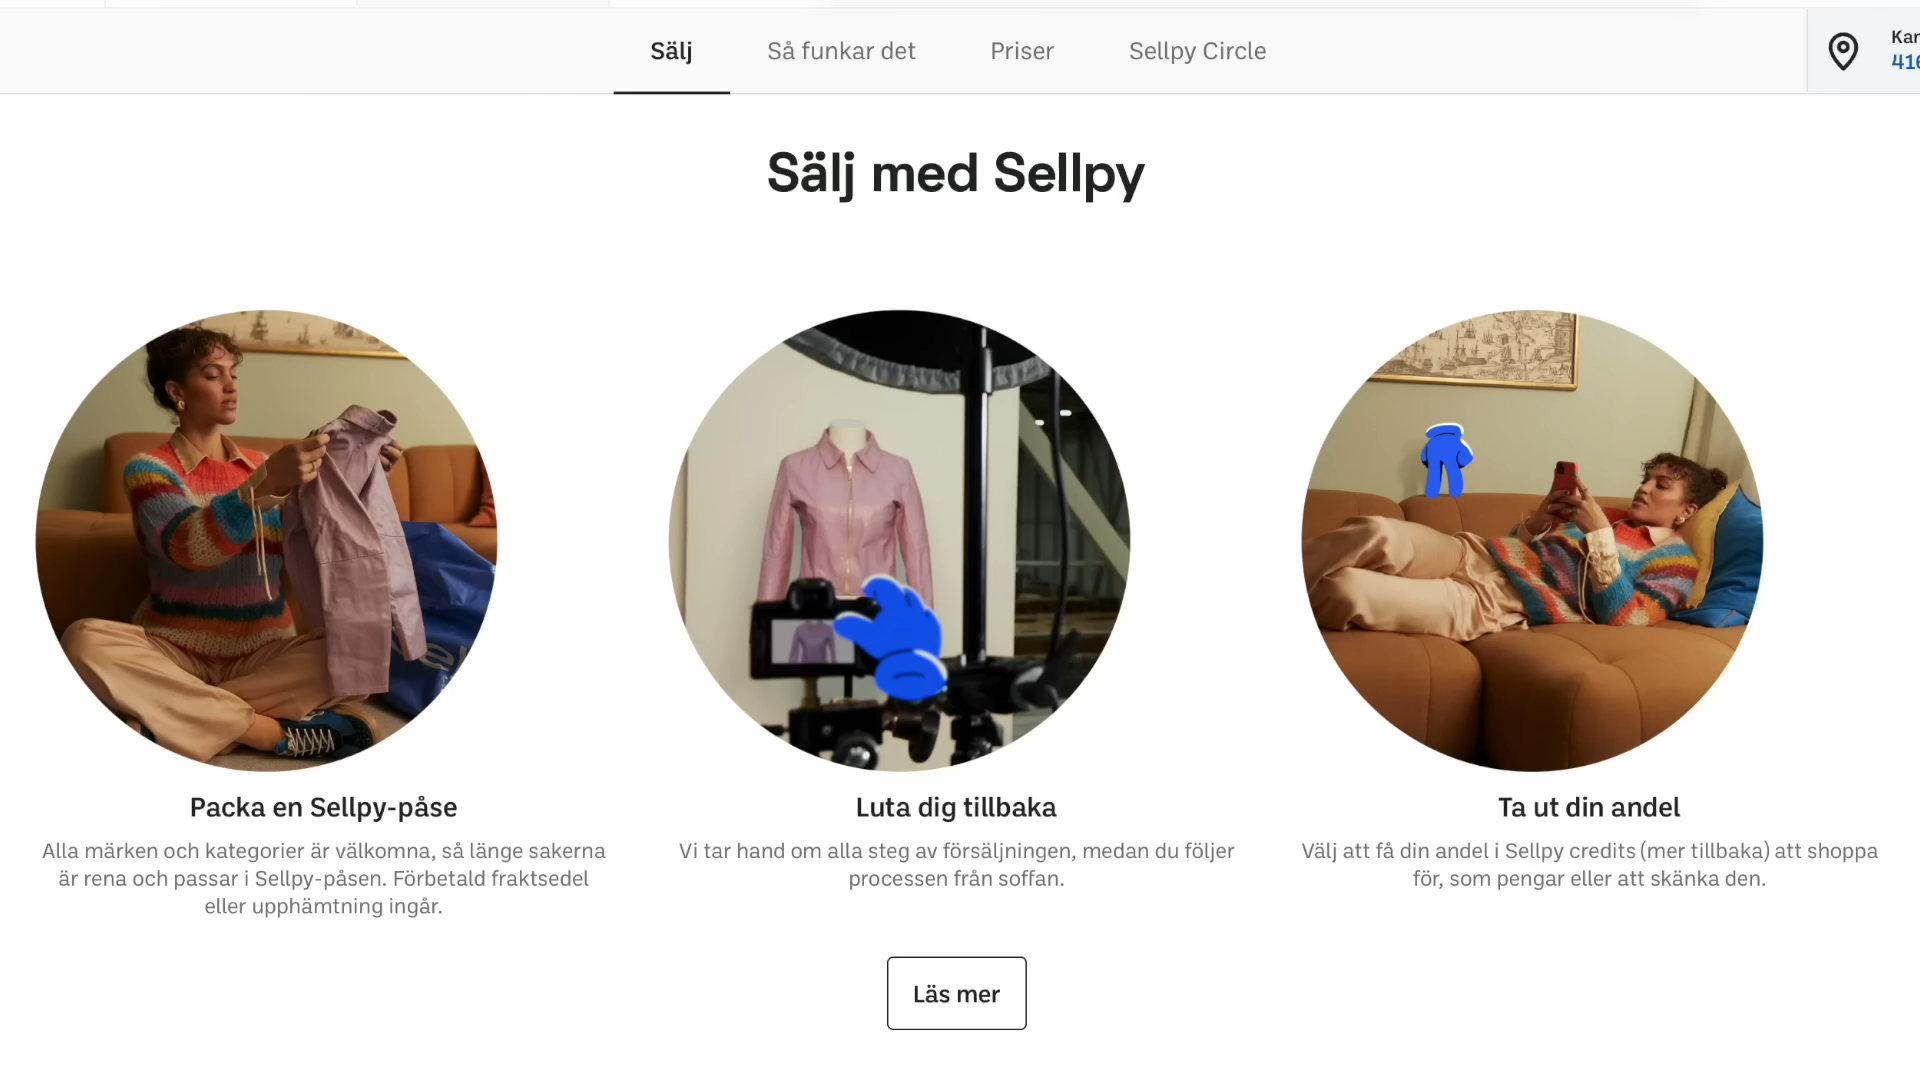 Sälj
Så funkar det
Priser
Sellpy Circle
Sälj med Sellpy
Packa en Sellpy-påse
Alla märken och kategorier är välkomna, så länge sakerna
är rena och passar i Sellpy-påsen. Förbetald fraktsedel
eller upphämtning ingår.
Luta dig tillbaka
Vi tar hand om alla steg av försäljningen, medan du följer
processen från soffan.
Ta ut din andel
Välj att få din andel i Sellpy credits (mer tillbaka) att shoppa
för, som pengar eller att skänka den.
Läs mer